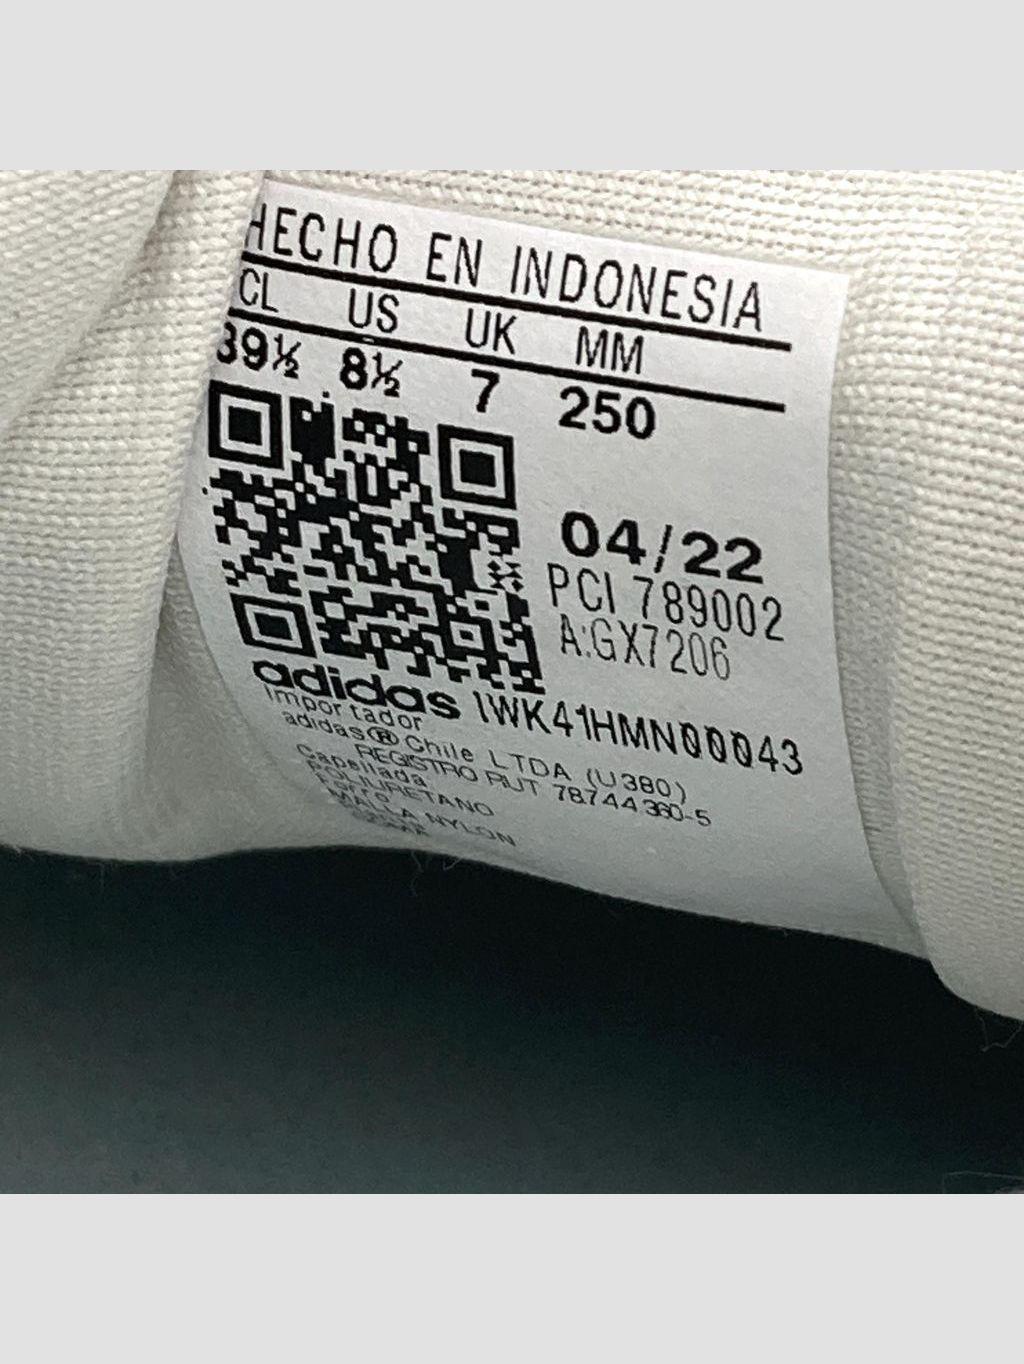 HECHO EN INDONESIA
CL US UK MM
39½ 8½ 7 250
04/22
PCI 789002
A:GX7206
adidas 1WK41HMN00043
Importador
adidas® Chile LTDA (U380)
REGISTRO RUT 78744360-5
Capellada
POLIURETANO
Forro
MALLA NYLON